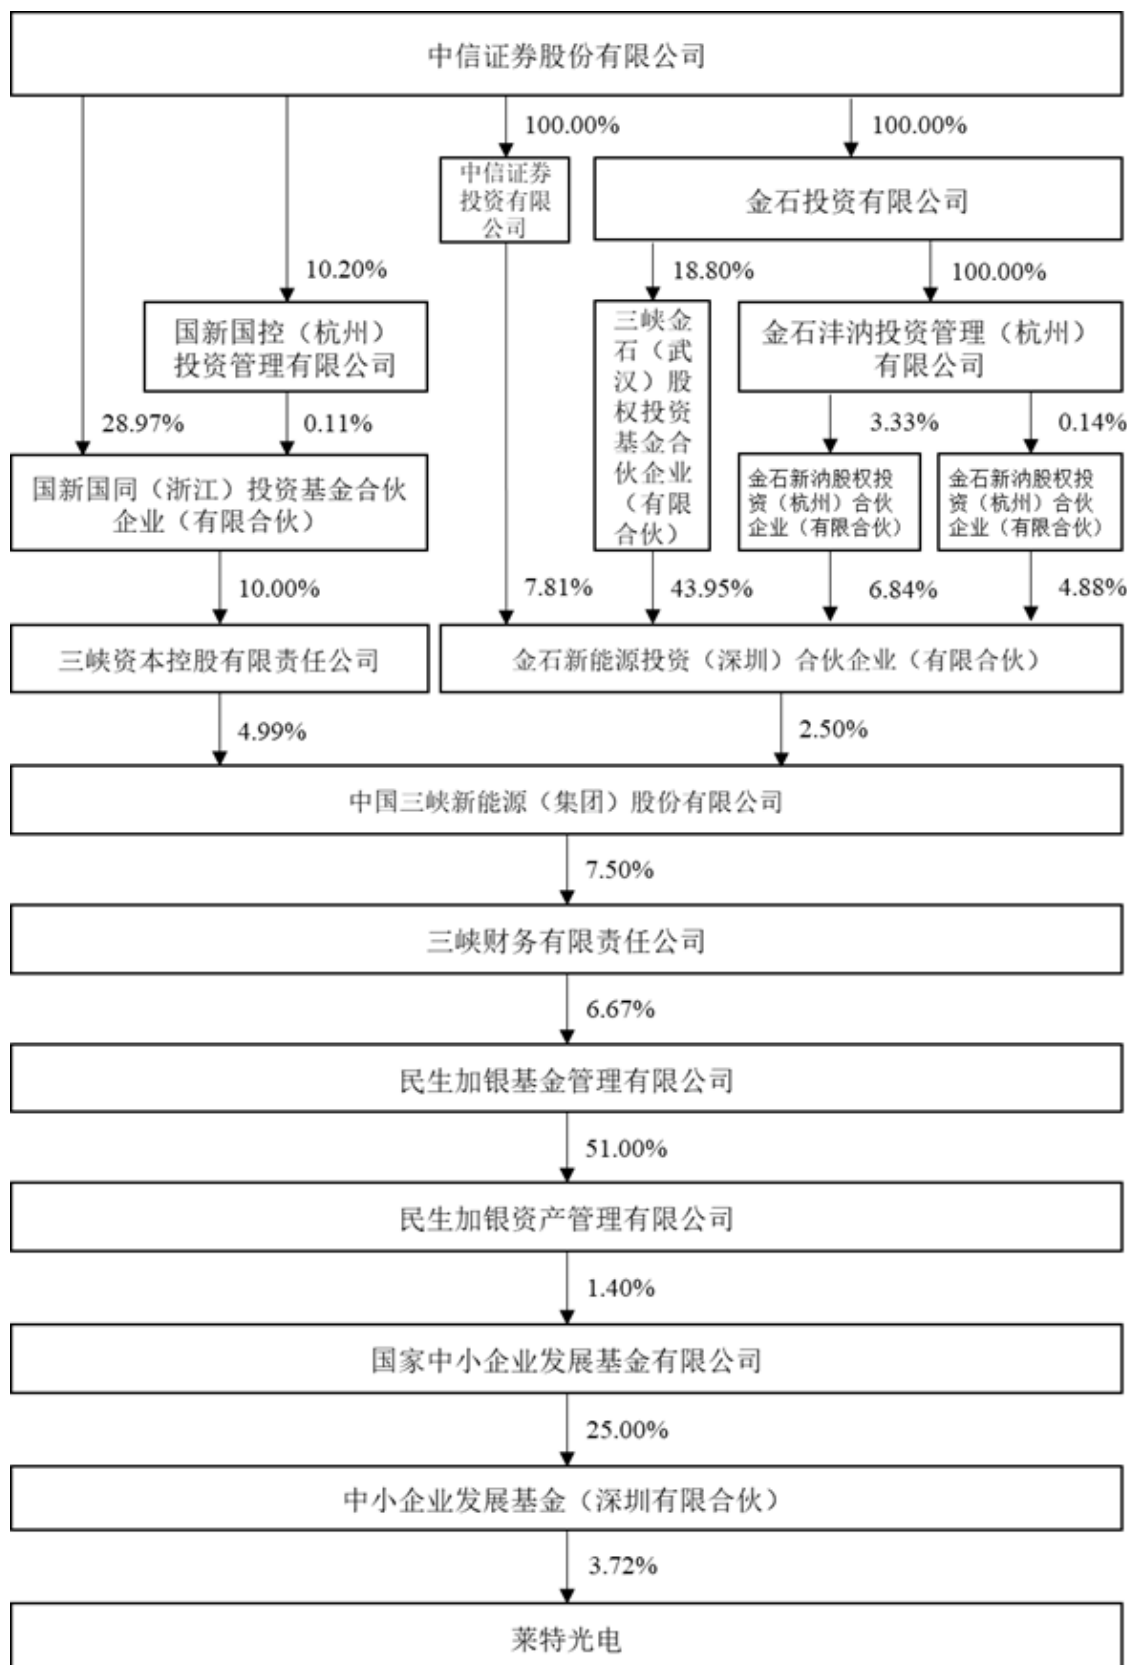 中信证券股份有限公司
100.00%
100.00%
中信证券
投资有限
公司
金石投资有限公司
10.20%
18.80%
100.00%
国新国控（杭州）
投资管理有限公司
三峡金
石（武
汉）股
权投资
基金合
伙企业
（有限
合伙）
金石沣汭投资管理（杭州）
有限公司
28.97%
0.11%
3.33%
0.14%
国新国同（浙江）投资基金合伙
企业（有限合伙）
金石新汭股权投
资（杭州）合伙
企业（有限合伙）
金石新汭股权投
资（杭州）合伙
企业（有限合伙）
10.00%
7.81%
43.95%
6.84%
4.88%
三峡资本控股有限责任公司
金石新能源投资（深圳）合伙企业（有限合伙）
4.99%
2.50%
中国三峡新能源（集团）股份有限公司
7.50%
三峡财务有限责任公司
6.67%
民生加银基金管理有限公司
51.00%
民生加银资产管理有限公司
1.40%
国家中小企业发展基金有限公司
25.00%
中小企业发展基金（深圳有限合伙）
3.72%
莱特光电